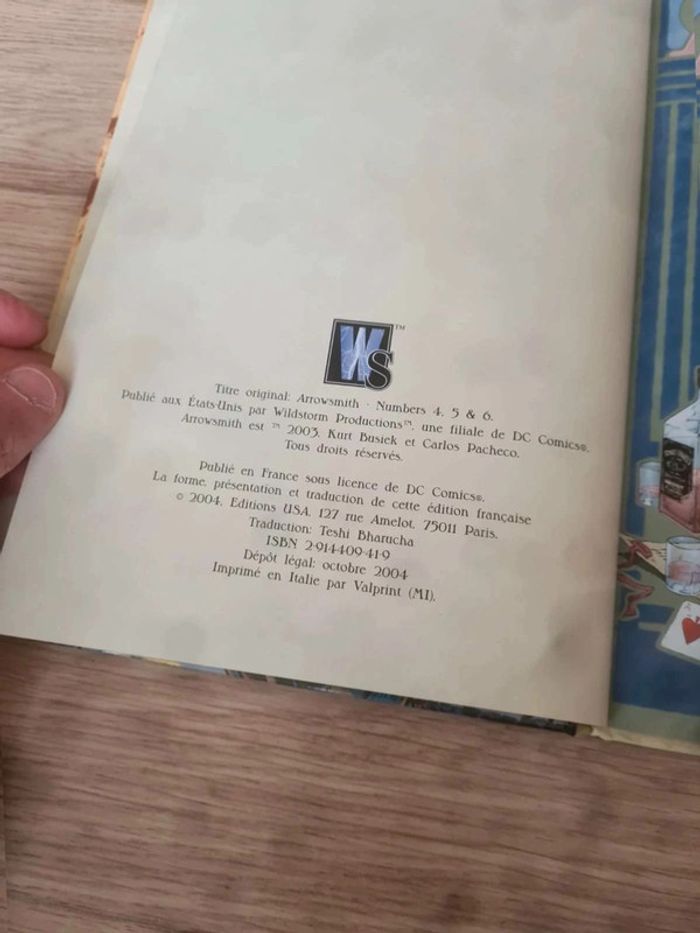 WS™
Titre original: Arrowsmith · Numbers 4, 5 & 6.
Publié aux États-Unis par Wildstorm Productions™, une filiale de DC Comics®.
Arrowsmith est ™ 2003, Kurt Busiek et Carlos Pacheco.
Tous droits réservés.
Publié en France sous licence de DC Comics®.
La forme, présentation et traduction de cette édition française
© 2004, Editions USA, 127 rue Amelot, 75011 Paris.
Traduction: Teshi Bharucha
ISBN 2-914409-41-9
Dépôt légal: octobre 2004
Imprimé en Italie par Valprint (MI).